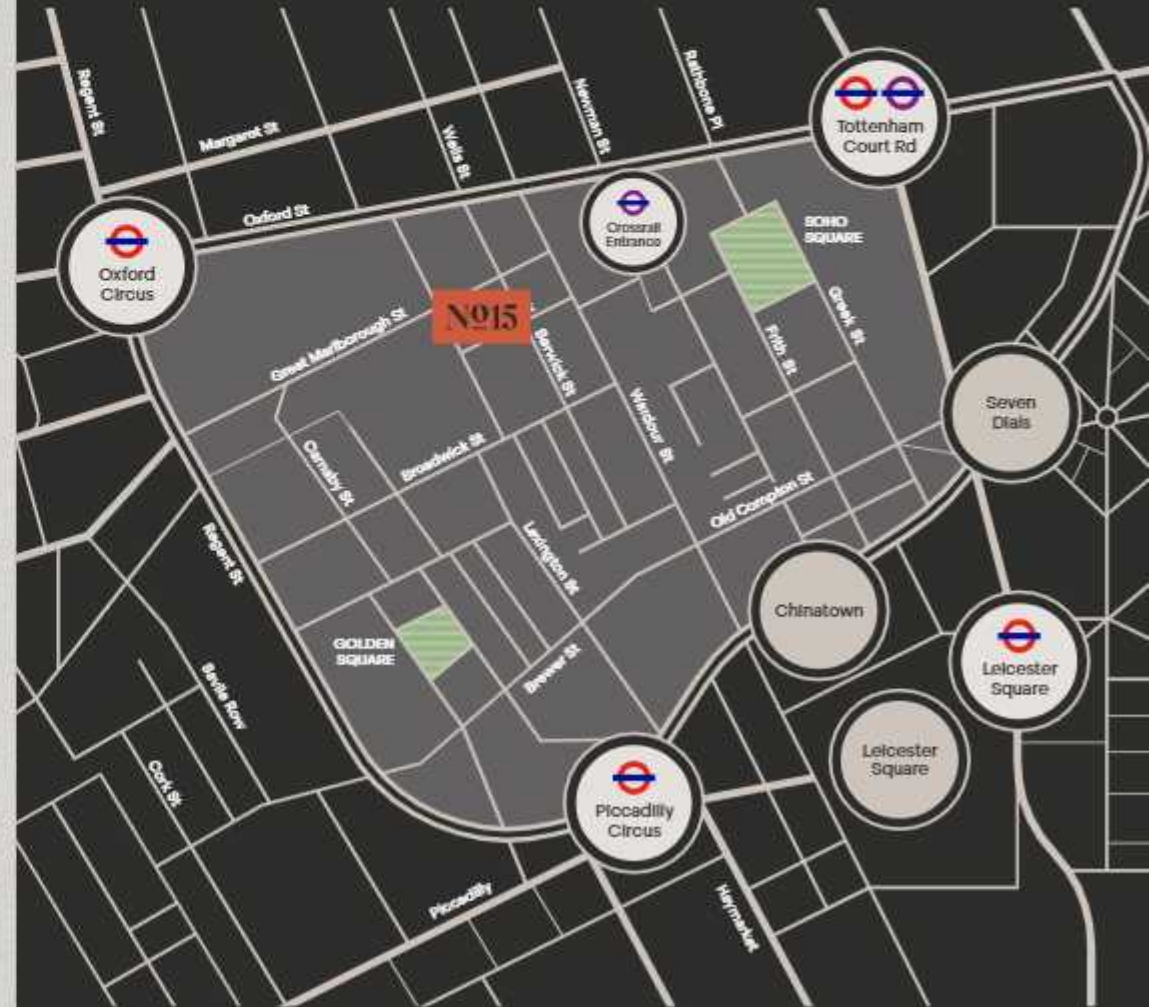 Regent St
Margaret St
Wells St
Newman St
Rathbone Pl
Tottenham
Court Rd
Oxford St
Crossrail
Entrance
SOHO
SQUARE
Oxford
Circus
Great Marlborough St
No15
Berwick St
Frith St
Greek St
Wardour St
Seven
Dials
Carnaby St
Broadwick St
Old Compton St
Regent St
Lexington St
Chinatown
GOLDEN
SQUARE
Brewer St
Leicester
Square
Savile Row
Leicester
Square
Cork St
Piccadilly
Circus
Piccadilly
Haymarket